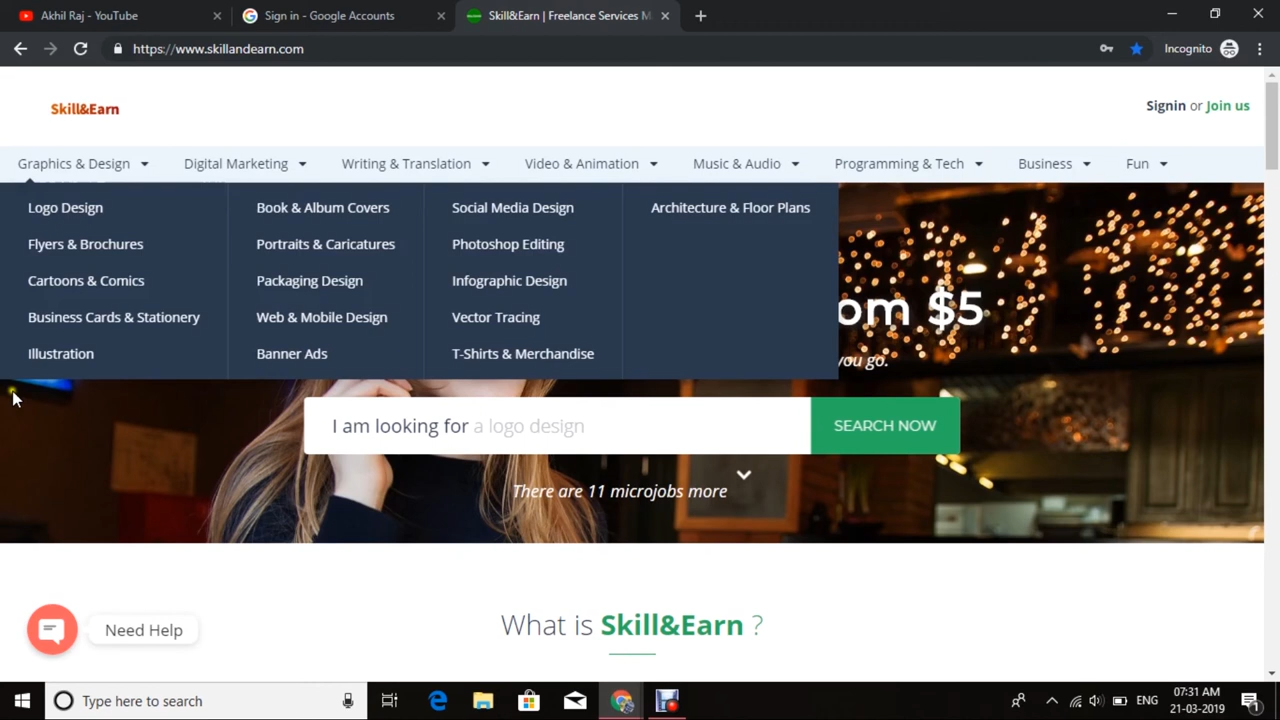 Akhil Raj - YouTube
Sign in - Google Accounts
Skill&Earn | Freelance Services M
https://www.skillandearn.com
Incognito
Skill&Earn
Signin or Join us
Graphics & Design
Digital Marketing
Writing & Translation
Video & Animation
Music & Audio
Programming & Tech
Business
Fun
Logo Design
Book & Album Covers
Social Media Design
Architecture & Floor Plans
Flyers & Brochures
Portraits & Caricatures
Photoshop Editing
Cartoons & Comics
Packaging Design
Infographic Design
Business Cards & Stationery
Web & Mobile Design
Vector Tracing
Illustration
Banner Ads
T-Shirts & Merchandise
om $5
you go.
I am looking for a logo design
SEARCH NOW
There are 11 microjobs more
What is Skill&Earn ?
Need Help
Type here to search
ENG
07:31 AM
21-03-2019
1